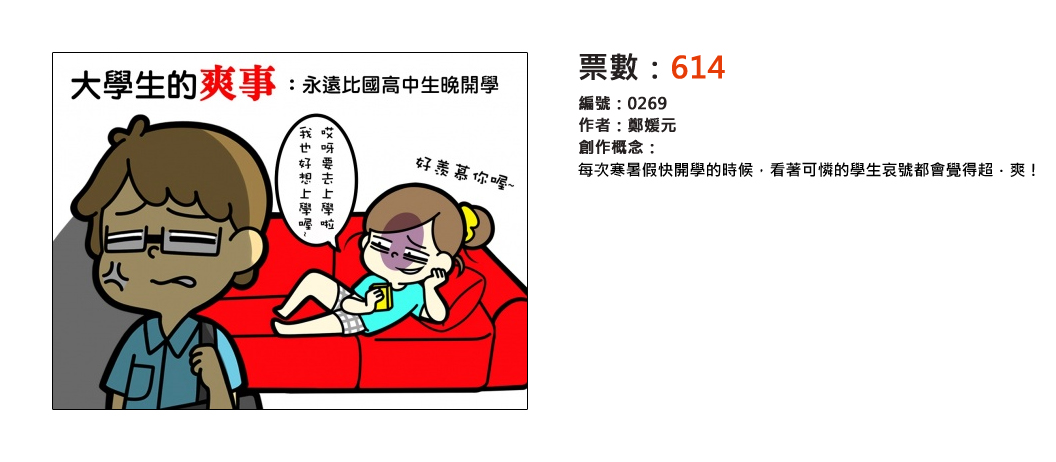 大學生的爽事：永遠比國高中生晚開學
哎呀要去上學啦
我也好想上學喔~
好羨慕你喔~
票數：614
編號：0269
作者：鄭媛元
創作概念：
每次寒暑假快開學的時候，看著可憐的學生哀號都會覺得超．爽！